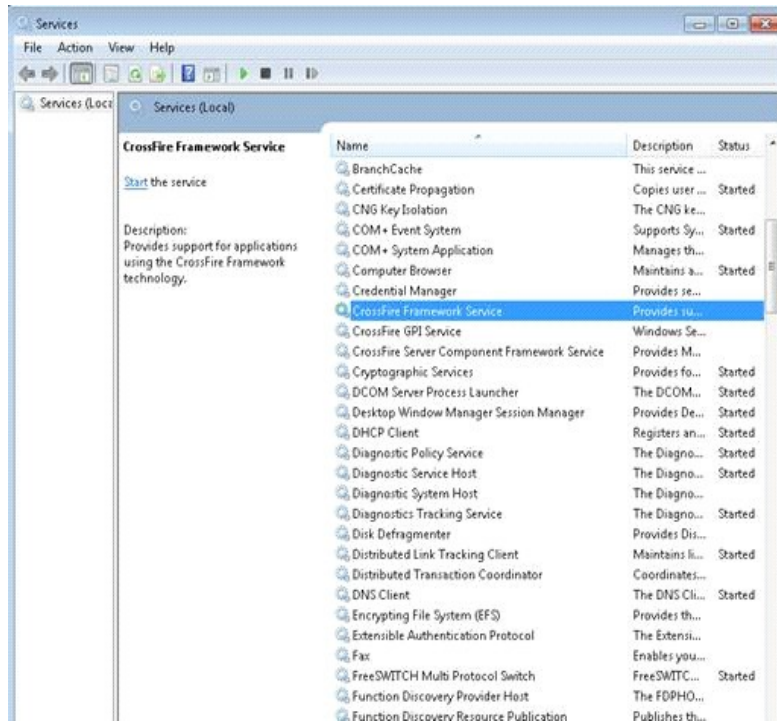 Services
File Action View Help
Services (Loca
Services (Local)
CrossFire Framework Service
Start the service
Description:
Provides support for applications
using the CrossFire Framework
technology.
Name Description Status
BranchCache This service ...
Certificate Propagation Copies user ... Started
CNG Key Isolation The CNG ke...
COM+ Event System Supports Sy... Started
COM+ System Application Manages th...
Computer Browser Maintains a... Started
Credential Manager Provides se...
CrossFire Framework Service Provides su...
CrossFire GPI Service Windows Se...
CrossFire Server Component Framework Service Provides M...
Cryptographic Services Provides fo... Started
DCOM Server Process Launcher The DCOM... Started
Desktop Window Manager Session Manager Provides De... Started
DHCP Client Registers an... Started
Diagnostic Policy Service The Diagno... Started
Diagnostic Service Host The Diagno... Started
Diagnostic System Host The Diagno...
Diagnostics Tracking Service The Diagno... Started
Disk Defragmenter Provides Dis...
Distributed Link Tracking Client Maintains li... Started
Distributed Transaction Coordinator Coordinates...
DNS Client The DNS Cli... Started
Encrypting File System (EFS) Provides th...
Extensible Authentication Protocol The Extensi...
Fax Enables you...
FreeSWITCH Multi Protocol Switch FreeSWITC... Started
Function Discovery Provider Host The FDPHO...
Function Discovery Resource Publication Publishes th...